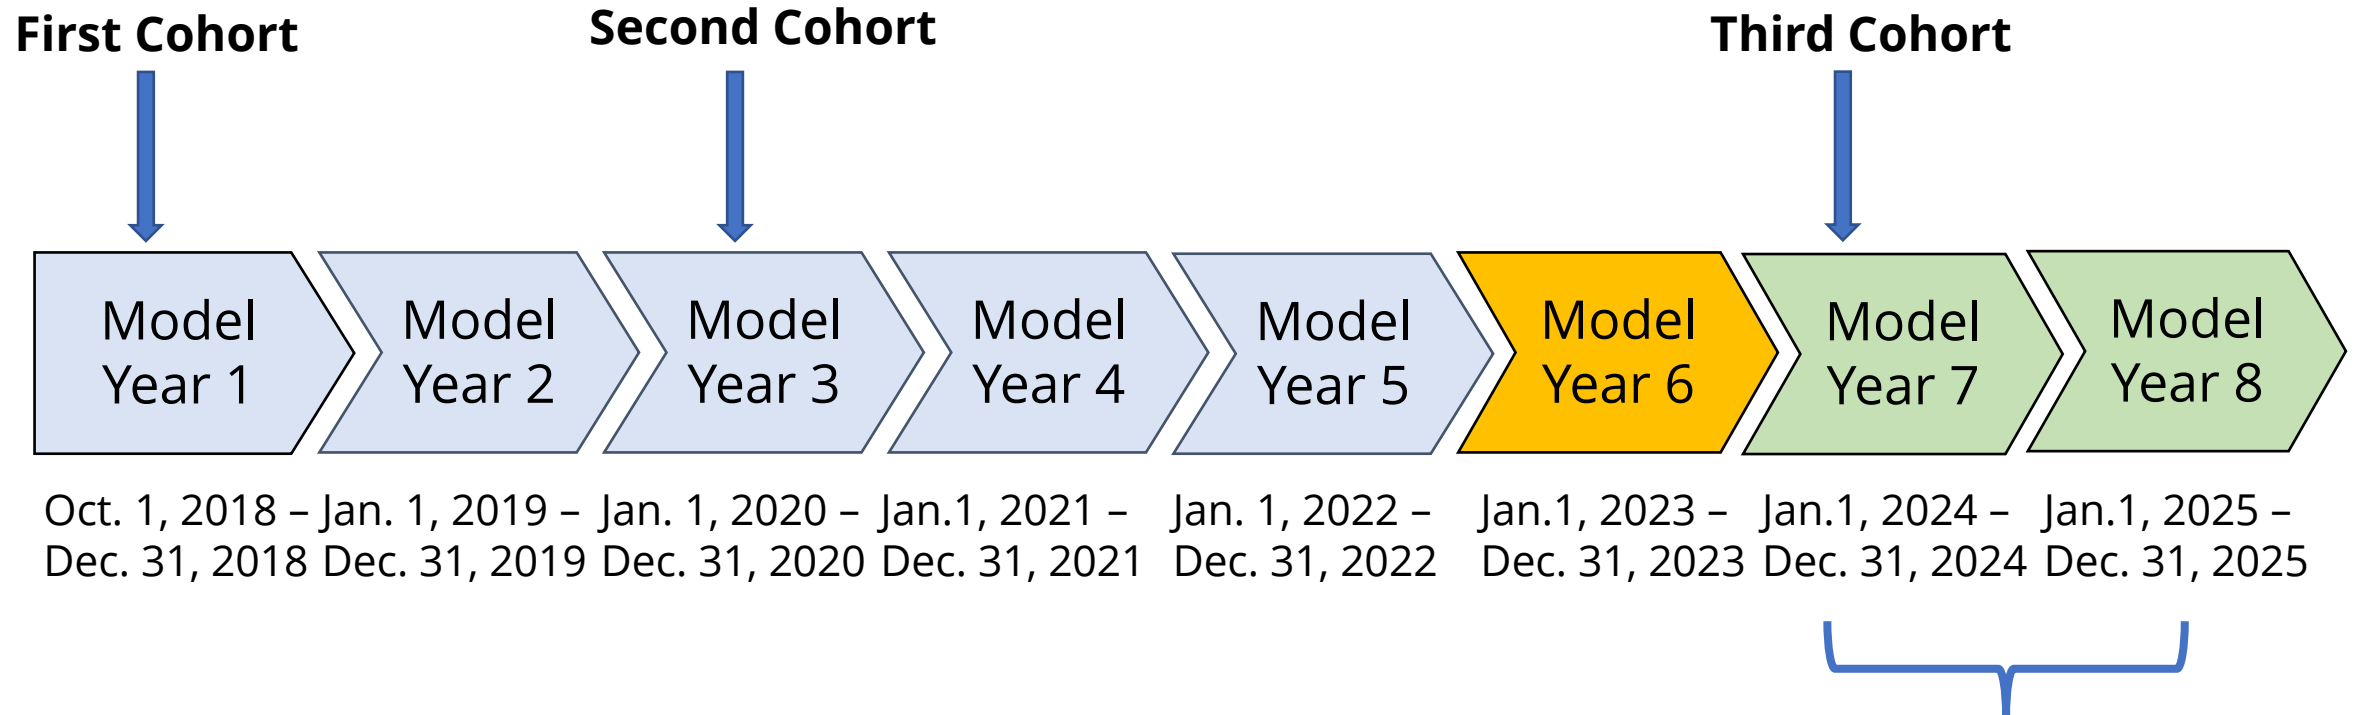 First Cohort
Second Cohort
Third Cohort
Model
Year 1
Model
Year 2
Model
Year 3
Model
Year 4
Model
Year 5
Model
Year 6
Model
Year 7
Model
Year 8
Oct. 1, 2018 –
Dec. 31, 2018
Jan. 1, 2019 –
Dec. 31, 2019
Jan. 1, 2020 –
Dec. 31, 2020
Jan.1, 2021 –
Dec. 31, 2021
Jan. 1, 2022 –
Dec. 31, 2022
Jan.1, 2023 –
Dec. 31, 2023
Jan.1, 2024 –
Dec. 31, 2024
Jan.1, 2025 –
Dec. 31, 2025